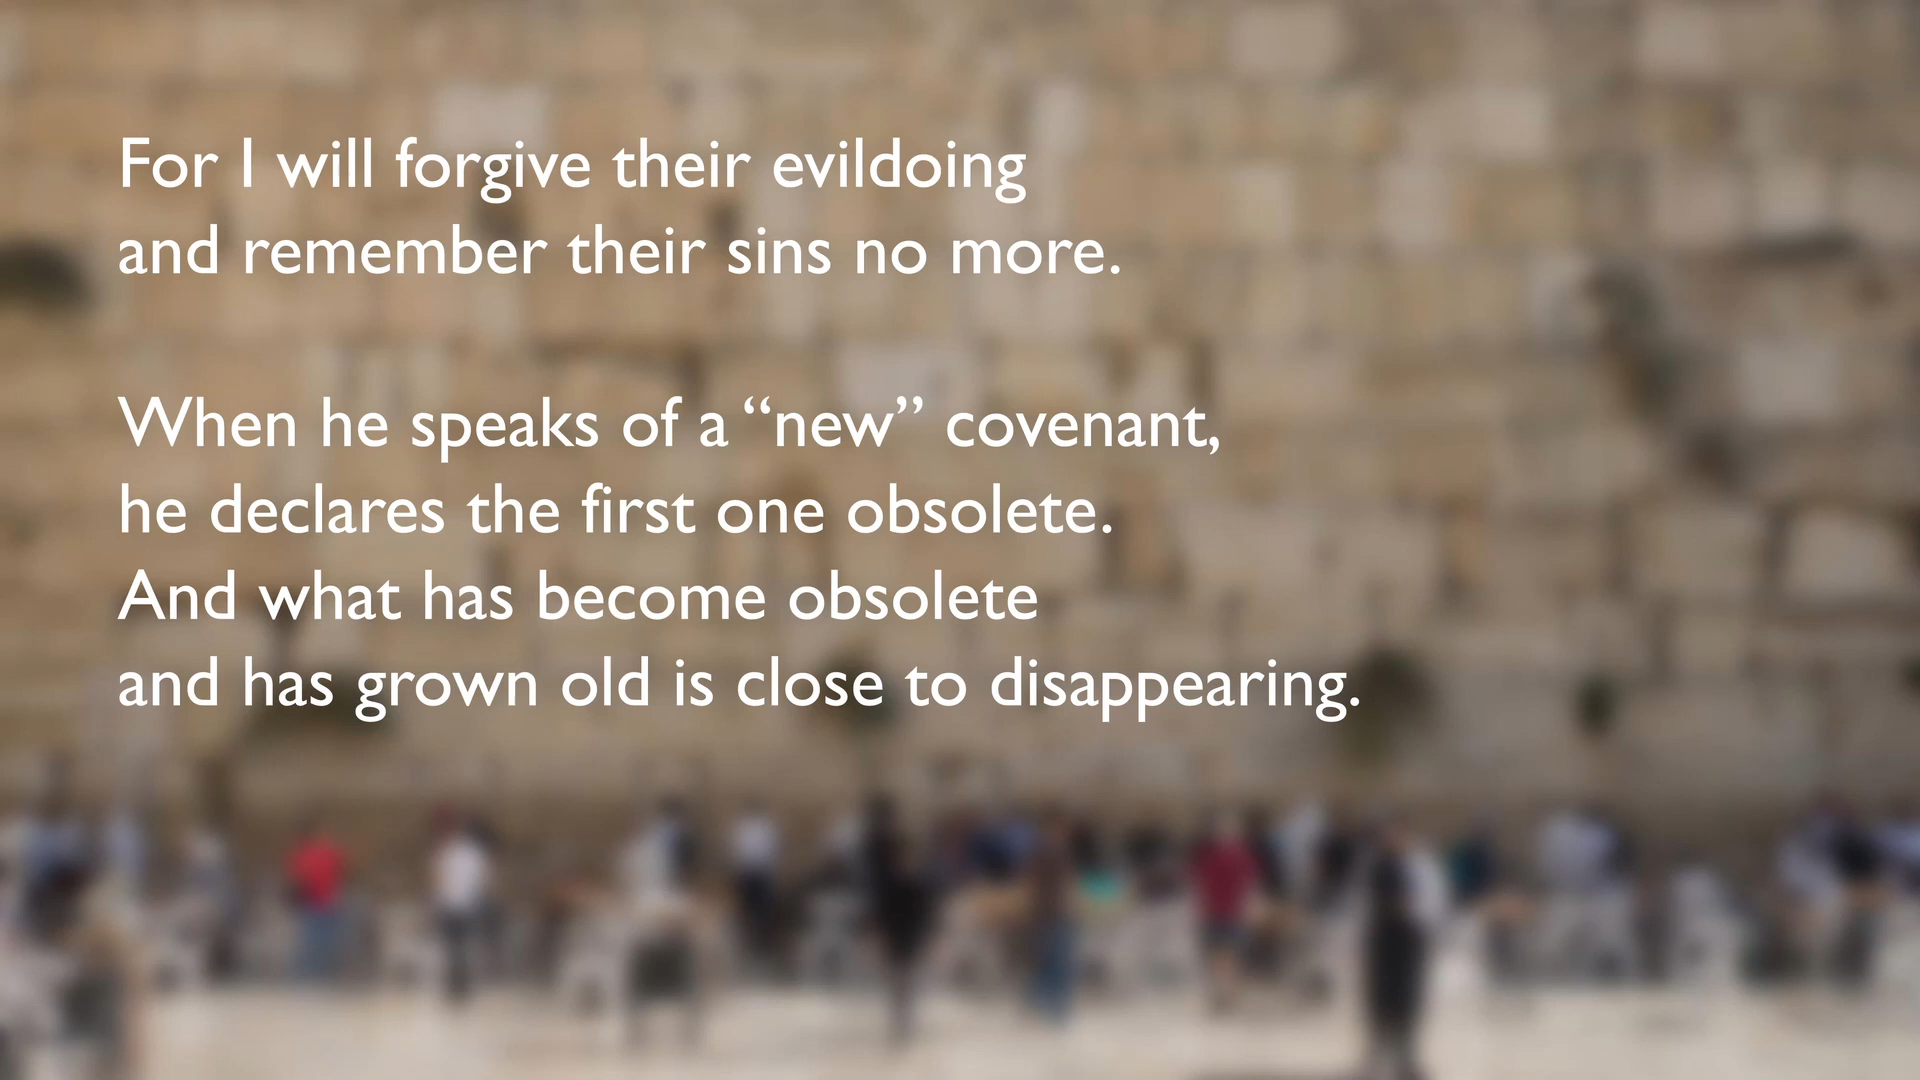 For I will forgive their evildoing
and remember their sins no more.
When he speaks of a “new” covenant,
he declares the first one obsolete.
And what has become obsolete
and has grown old is close to disappearing.